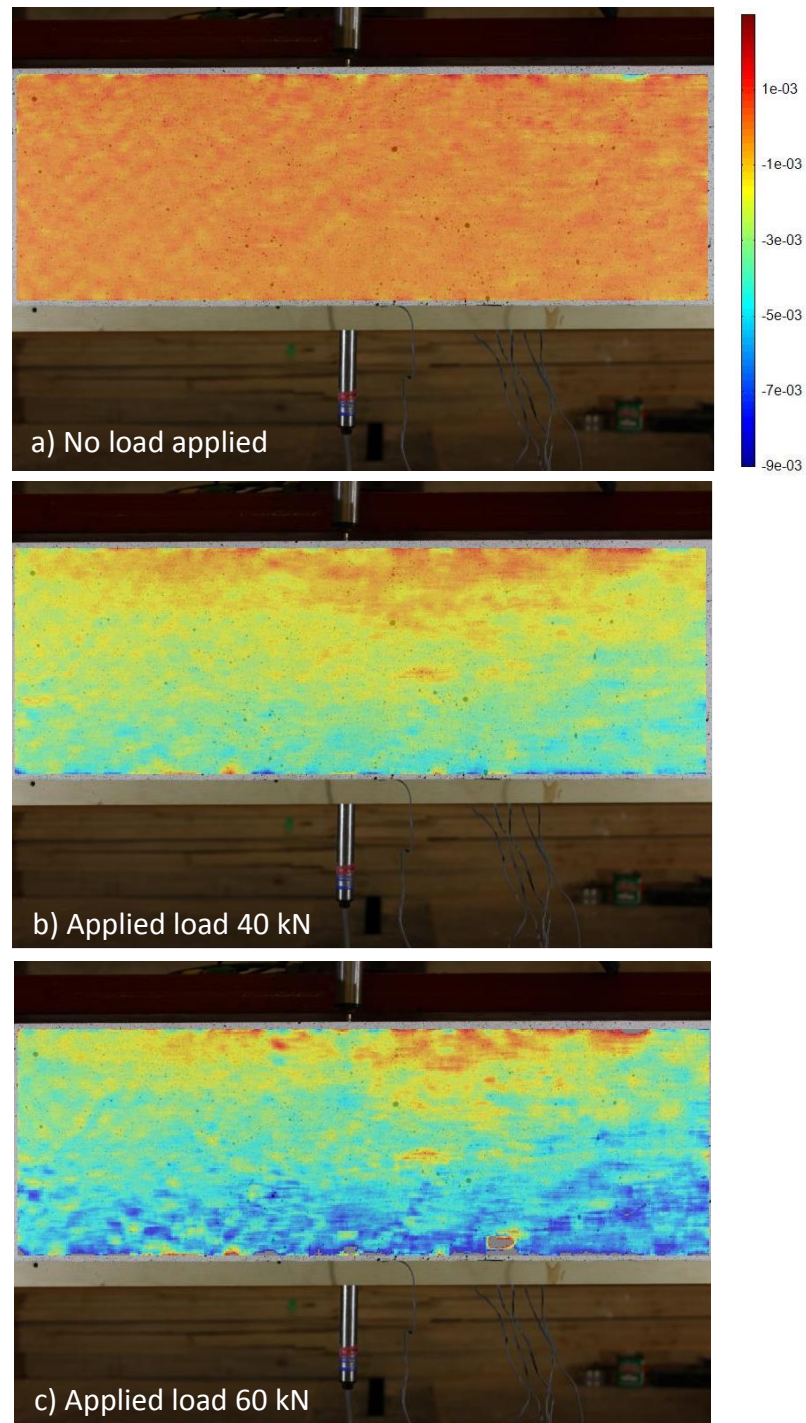 1e-03
-1e-03
-3e-03
-5e-03
-7e-03
-9e-03
a) No load applied
b) Applied load 40 kN
c) Applied load 60 kN